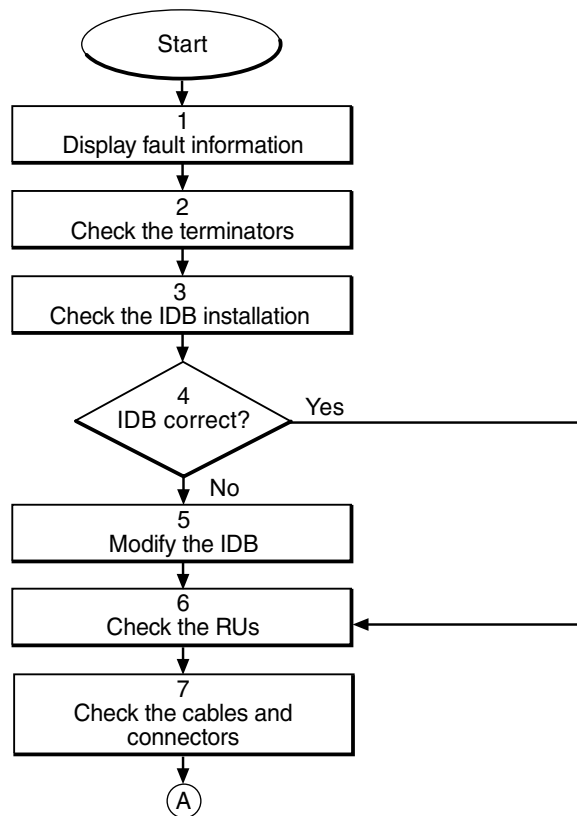 Start
1
Display fault information
2
Check the terminators
3
Check the IDB installation
4
IDB correct?
Yes
No
5
Modify the IDB
6
Check the RUs
7
Check the cables and
connectors
A